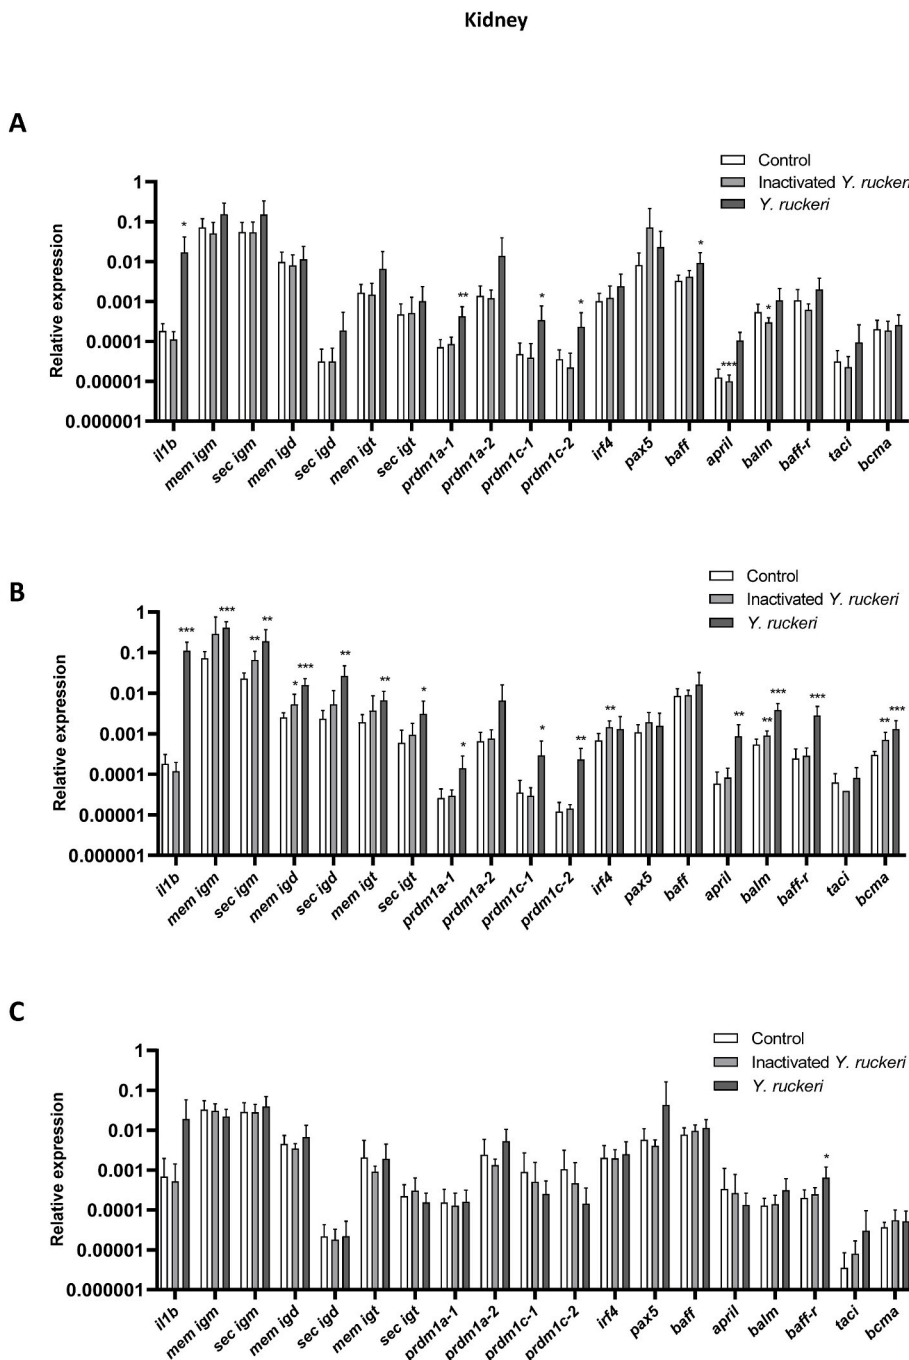 Kidney
A
Control
Inactivated Y. ruckeri
Y. ruckeri
Relative expression
1
0.1
0.01
0.001
0.0001
0.00001
0.000001
*
**
*
*
*
***
*
il1b
mem igm
sec igm
mem igd
sec igd
mem igt
sec igt
prdm1a-1
prdm1a-2
prdm1c-1
prdm1c-2
irf4
pax5
baff
april
balm
baff-r
taci
bcma
B
Control
Inactivated Y. ruckeri
Y. ruckeri
Relative expression
1
0.1
0.01
0.001
0.0001
0.00001
0.000001
***
***
**
**
*
***
**
**
*
*
*
**
**
**
**
***
***
**
***
il1b
mem igm
sec igm
mem igd
sec igd
mem igt
sec igt
prdm1a-1
prdm1a-2
prdm1c-1
prdm1c-2
irf4
pax5
baff
april
balm
baff-r
taci
bcma
C
Control
Inactivated Y. ruckeri
Y. ruckeri
Relative expression
1
0.1
0.01
0.001
0.0001
0.00001
0.000001
*
il1b
mem igm
sec igm
mem igd
sec igd
mem igt
sec igt
prdm1a-1
prdm1a-2
prdm1c-1
prdm1c-2
irf4
pax5
baff
april
balm
baff-r
taci
bcma